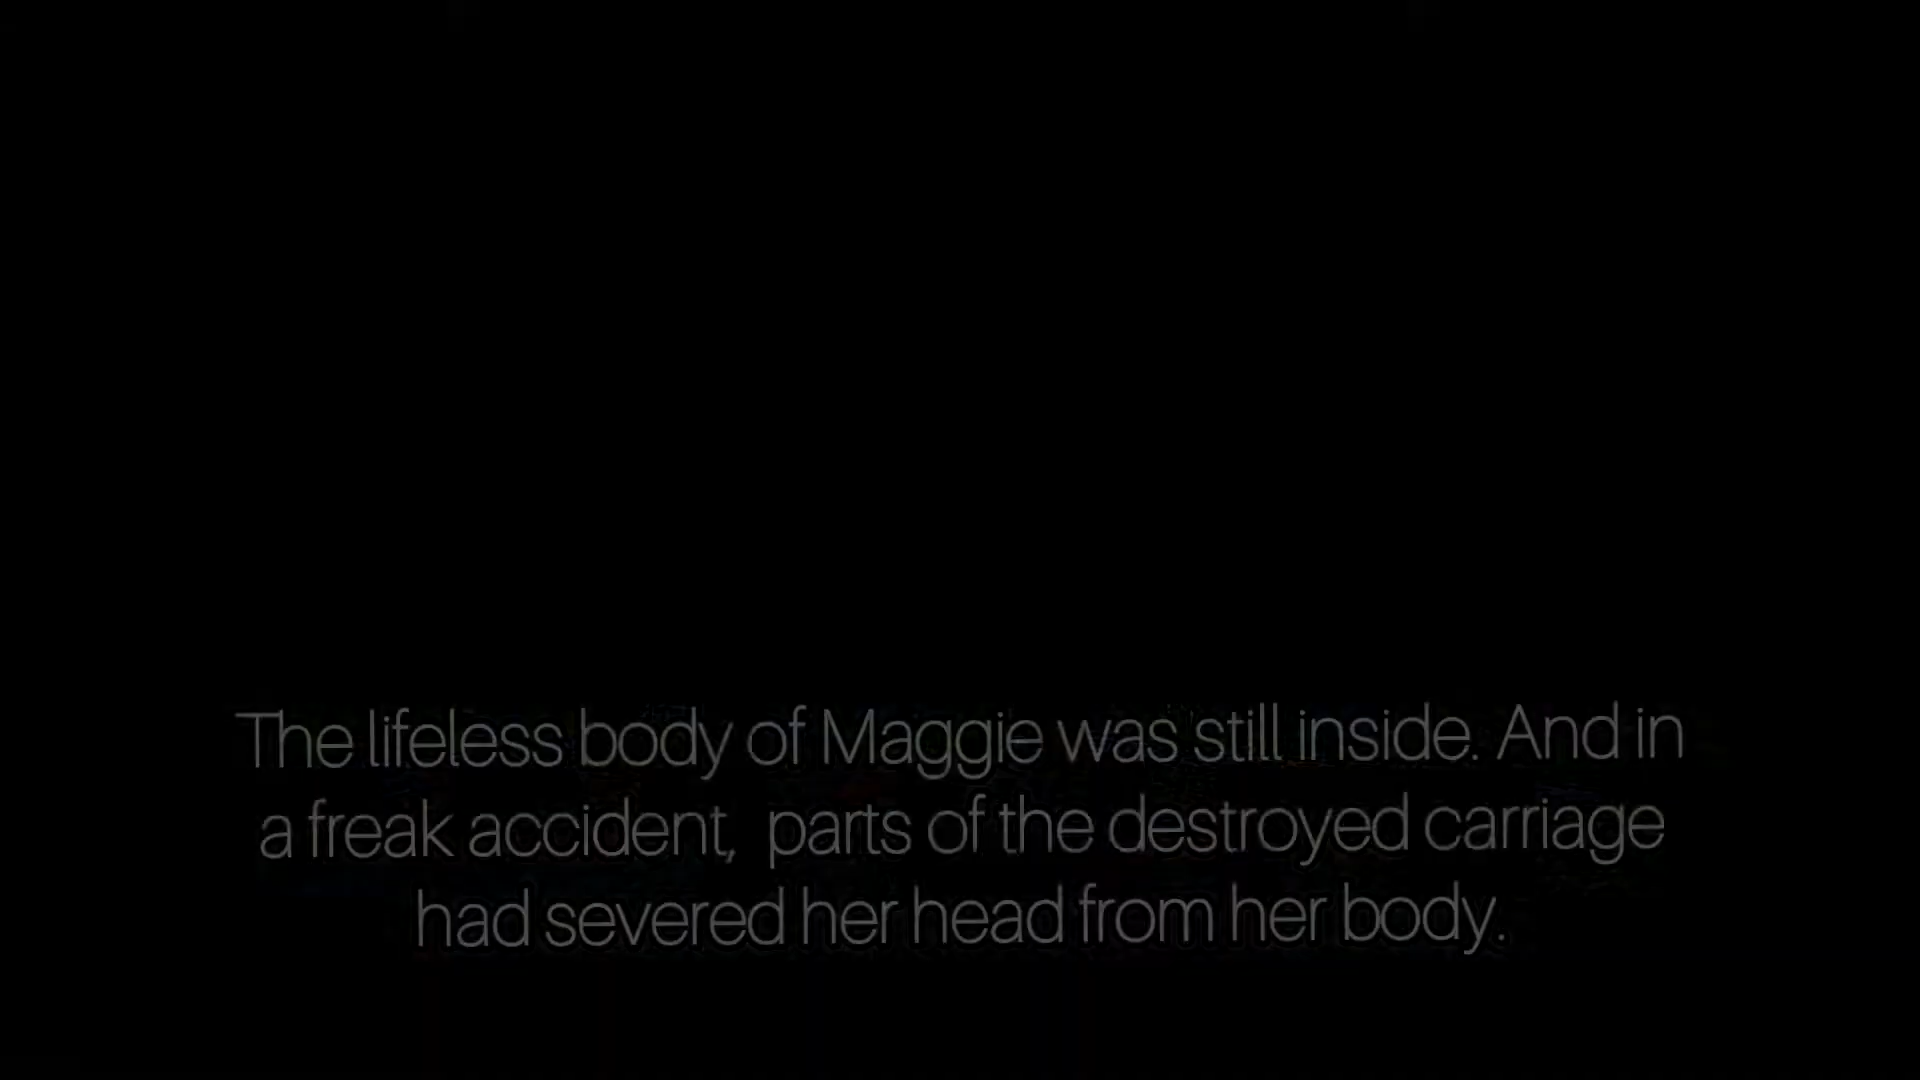 The lifeless body of Maggie was still inside. And in
a freak accident, parts of the destroyed carriage
had severed her head from her body.